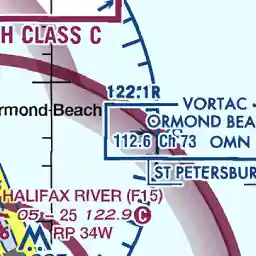 H CLASS C
122.1R
rmond-Beach
VORTAC
ORMOND BEA
112.6 Ch 73 OMN
ST PETERSBUR
HALIFAX RIVER (F15)
05 - 25 122.9 C
RP 34W